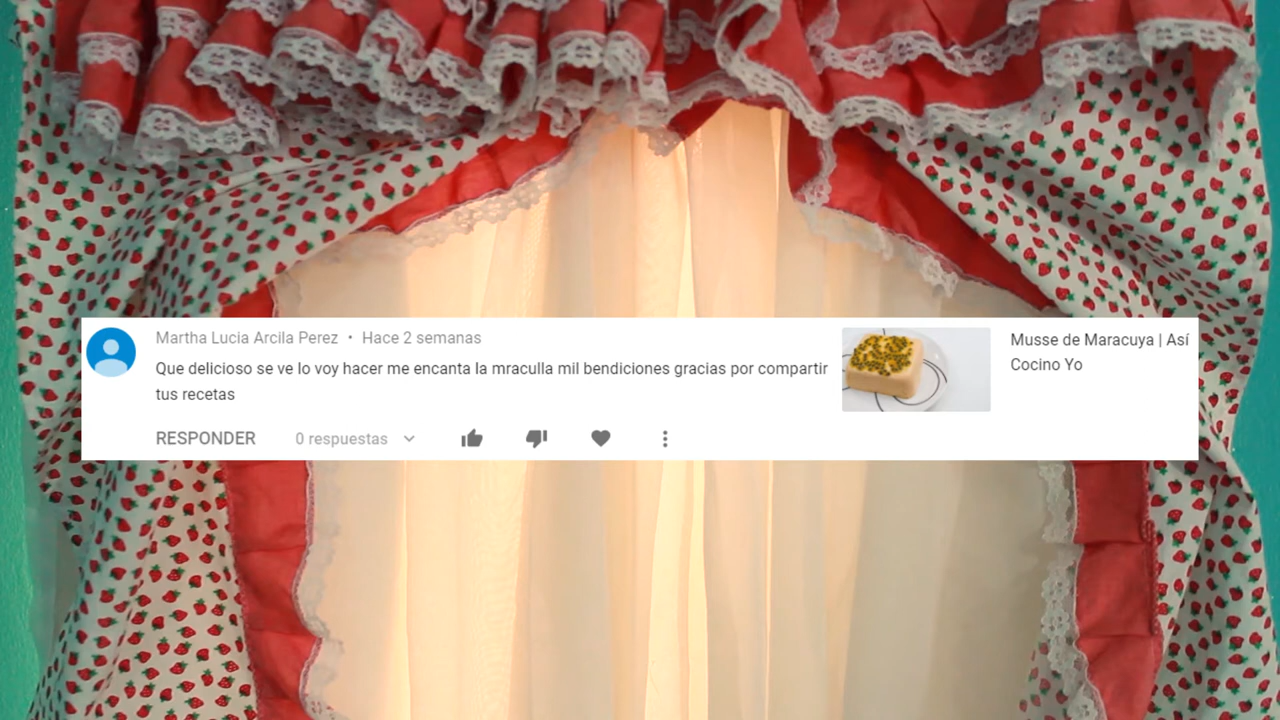 Martha Lucia Arcila Perez • Hace 2 semanas
Que delicioso se ve lo voy hacer me encanta la mraculla mil bendiciones gracias por compartir
tus recetas
RESPONDER 0 respuestas
Musse de Maracuya | Así
Cocino Yo